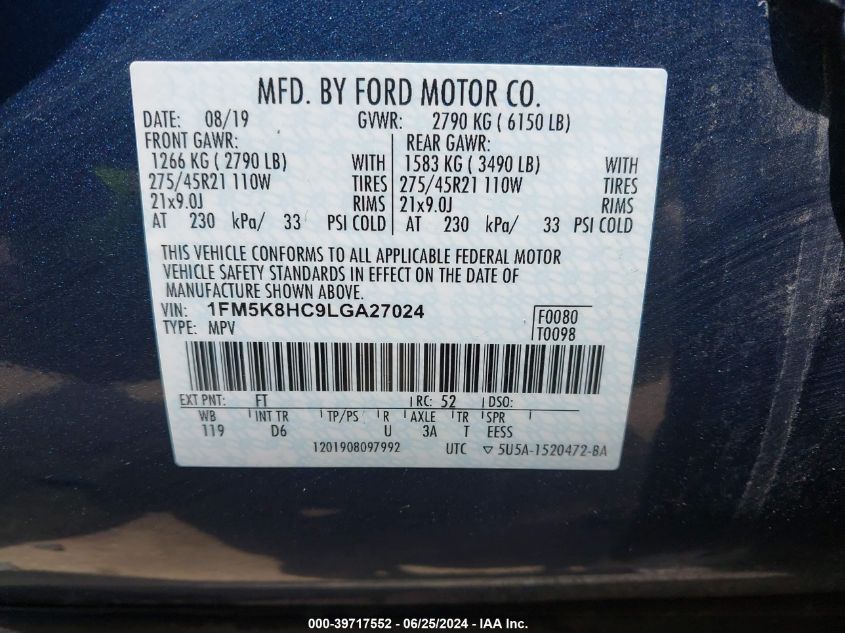 MFD. BY FORD MOTOR CO.
DATE: 08/19 GVWR: 2790 KG ( 6150 LB)
FRONT GAWR: REAR GAWR:
1266 KG ( 2790 LB) WITH 1583 KG ( 3490 LB) WITH
275/45R21 110W TIRES 275/45R21 110W TIRES
21x9.0J RIMS 21x9.0J RIMS
AT 230 kPa/ 33 PSI COLD AT 230 kPa/ 33 PSI COLD
THIS VEHICLE CONFORMS TO ALL APPLICABLE FEDERAL MOTOR
VEHICLE SAFETY STANDARDS IN EFFECT ON THE DATE OF
MANUFACTURE SHOWN ABOVE.
VIN: 1FM5K8HC9LGA27024 F0080
TYPE: MPV T0098
EXT PNT: FT RC: 52 DSO:
WB INT TR TP/PS R AXLE TR SPR
119 D6 U 3A T EESS
1201908097992 UTC ▽ 5U5A-1520472-BA
000-39717552 / 06/25/2024 - IAA Inc.